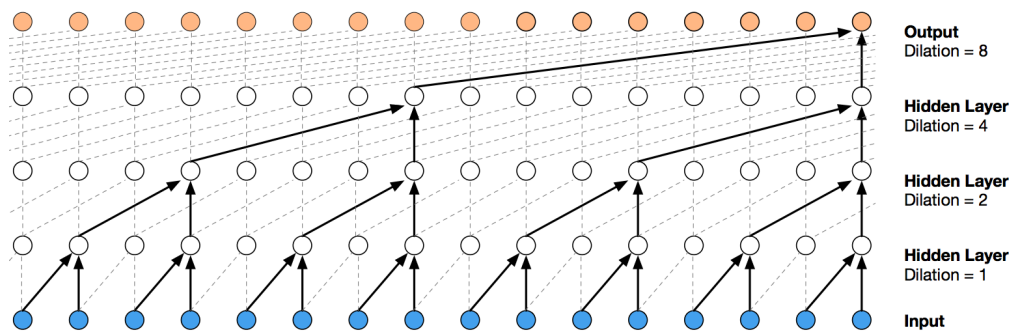 Output
Dilation = 8
Hidden Layer
Dilation = 4
Hidden Layer
Dilation = 2
Hidden Layer
Dilation = 1
Input